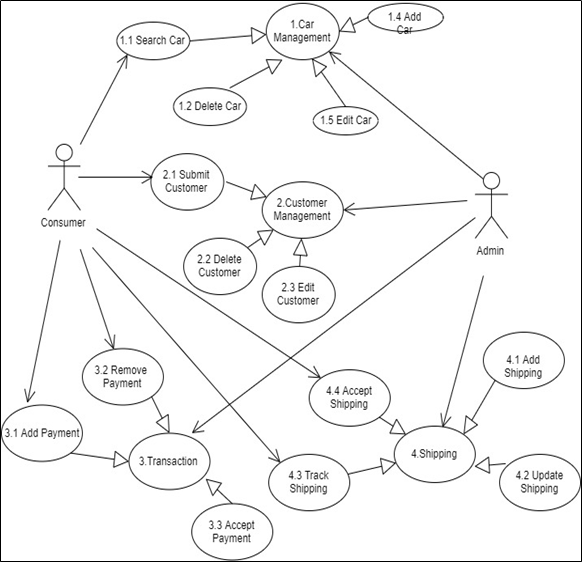 1.Car
Management
1.4 Add
Car
1.1 Search Car
1.2 Delete Car
1.5 Edit Car
2.1 Submit
Customer
Consumer
2.Customer
Management
Admin
2.2 Delete
Customer
2.3 Edit
Customer
3.2 Remove
Payment
4.4 Accept
Shipping
4.1 Add
Shipping
3.1 Add Payment
3.Transaction
4.3 Track
Shipping
4.Shipping
4.2 Update
Shipping
3.3 Accept
Payment